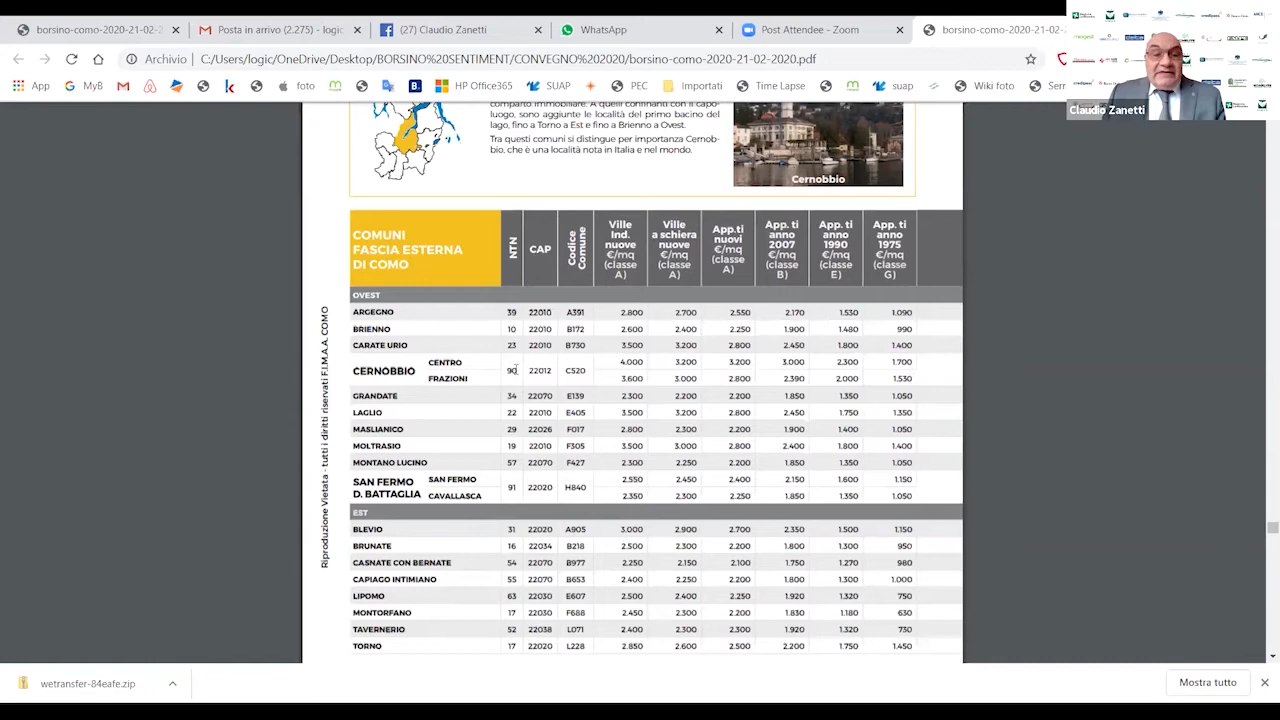 borsino-como-2020-21-02-2
Posta in arrivo (2.275) - logic
(27) Claudio Zanetti
WhatsApp
Post Attendee - Zoom
borsino-como-2020-21-02
Archivio
App
MyB
M
foto
HP Office365
SUAP
PEC
Importati
Time Lapse-
suap
Wiki foto
Claudio Zanetti
comparto immobiliare. A quelli confinanti con il capo-
luogo, sono aggiunte le località del primo bacino del
lago, fino a Torno a Est e fino a Brienno a Ovest.
Tra questi comuni si distingue per importanza Cernob-
bio, che è una località nota in Italia e nel mondo.
Cernobbio
Riproduzione Vietata - tutti i diritti riservati F.I.M.A.A. COMO
COMUNI
FASCIA ESTERNA
DI COMO
NTN
CAP
Codice
Comune
Ville
Ind.
nuove
€/mq
(classe
A)
Ville
a schiera
nuove
€/mq
(classe
A)
App.ti
nuovi
€/mq
(classe
A)
App. ti
anno
2007
€/mq
(classe
B)
App. ti
anno
1990
€/mq
(classe
E)
App. ti
anno
1975
€/mq
(classe
G)
OVEST
ARGEGNO 39 22010 A391 2.800 2.700 2.550 2.170 1.530 1.090
BRIENNO 10 22010 B172 2.600 2.400 2.250 1.900 1.480 990
CARATE URIO 23 22010 B730 3.500 3.200 2.800 2.450 1.800 1.400
CERNOBBIO 90 22012 C520
CENTRO 4.000 3.200 3.200 3.000 2.300 1.700
FRAZIONI 3.600 3.000 2.800 2.390 2.000 1.530
GRANDATE 34 22070 E139 2.300 2.200 2.200 1.850 1.350 1.050
LAGLIO 22 22010 E405 3.500 3.200 2.800 2.450 1.750 1.350
MASLIANICO 29 22026 F017 2.800 2.300 2.200 1.900 1.400 1.050
MOLTRASIO 19 22010 F305 3.500 3.000 2.800 2.400 1.800 1.400
MONTANO LUCINO 57 22070 F427 2.300 2.250 2.200 1.850 1.350 1.050
SAN FERMO
D. BATTAGLIA 91 22020 H840
SAN FERMO 2.550 2.450 2.400 2.150 1.600 1.150
CAVALLASCA 2.350 2.300 2.250 1.850 1.350 1.050
EST
BLEVIO 31 22020 A905 3.000 2.900 2.700 2.350 1.500 1.150
BRUNATE 16 22034 B218 2.500 2.300 2.200 1.800 1.300 950
CASNATE CON BERNATE 54 22070 B977 2.250 2.150 2.100 1.750 1.270 980
CAPIAGO INTIMIANO 55 22070 B653 2.400 2.250 2.200 1.800 1.300 1.000
LIPOMO 63 22030 E607 2.500 2.400 2.250 1.920 1.320 750
MONTORFANO 17 22030 F688 2.450 2.300 2.200 1.830 1.180 630
TAVERNERIO 52 22038 L071 2.400 2.300 2.300 1.920 1.320 730
TORNO 17 22020 L228 2.850 2.600 2.500 2.200 1.750 1.450
wetransfer-84eafe.zip
Mostra tutto